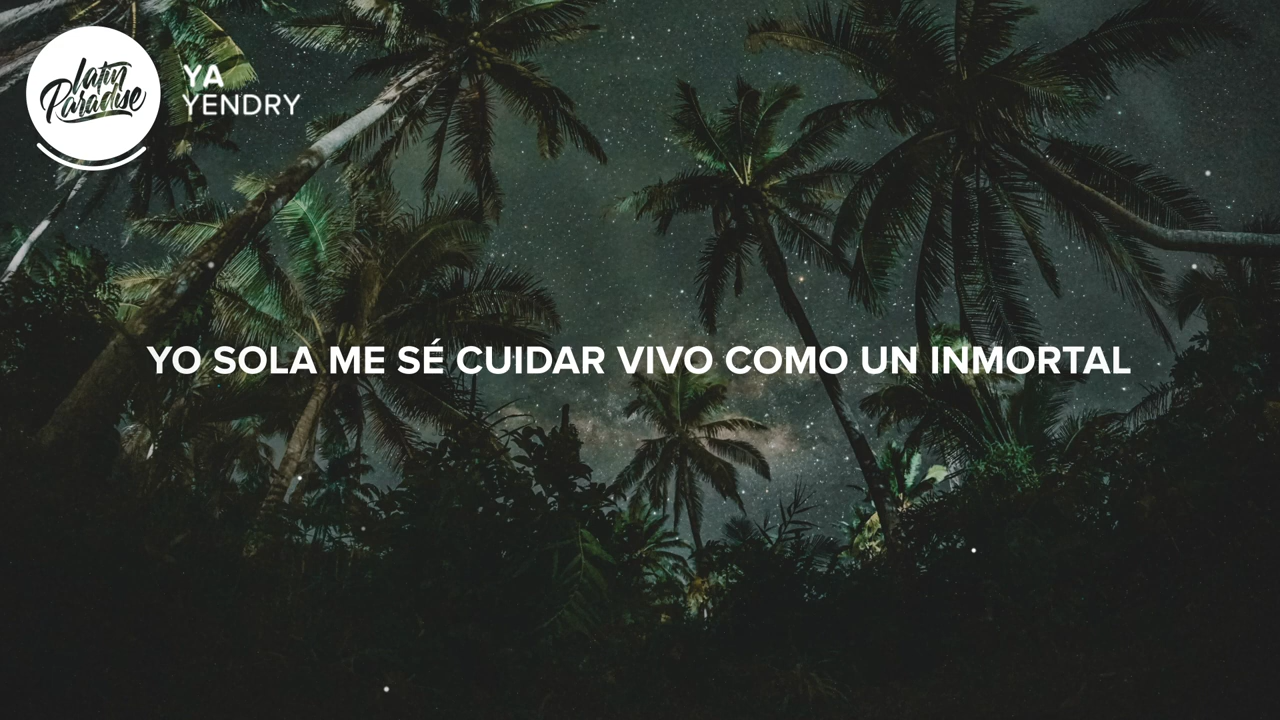 Latin
Paradise
YA
YENDRY
YO SOLA ME SÉ CUIDAR VIVO COMO UN INMORTAL